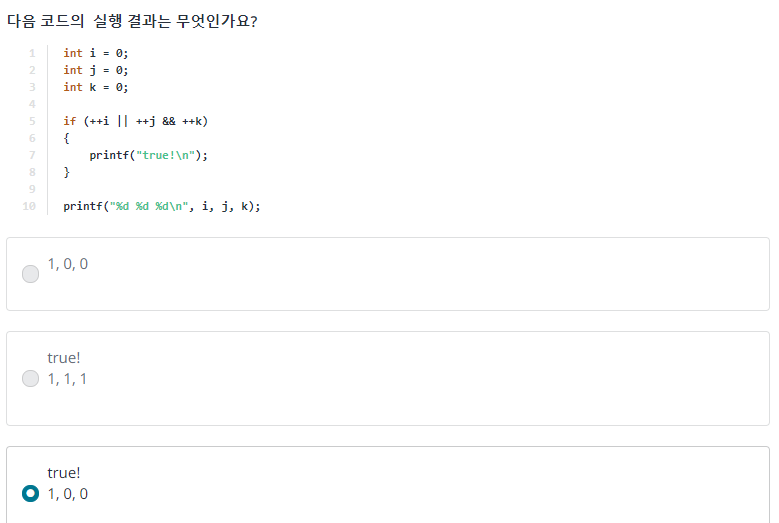 다음 코드의 실행 결과는 무엇인가요?
1 int i = 0;
2 int j = 0;
3 int k = 0;
4
5 if (++i || ++j && ++k)
6 {
7     printf("true!\n");
8 }
9
10 printf("%d %d %d\n", i, j, k);
1, 0, 0
true!
1, 1, 1
true!
1, 0, 0